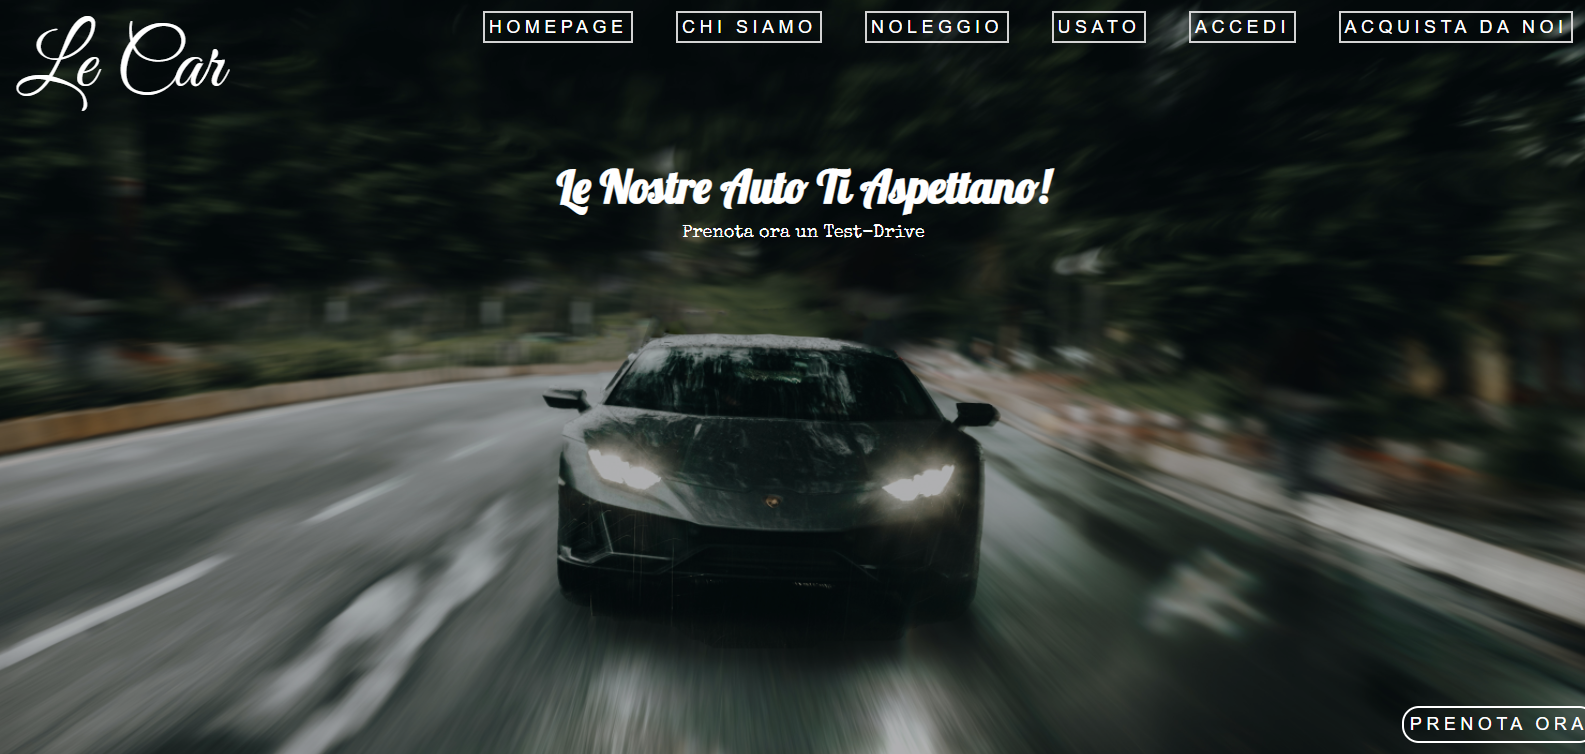 Le Car
HOMEPAGE
CHI SIAMO
NOLEGGIO
USATO
ACCEDI
ACQUISTA DA NOI
Le Nostre Auto Ti Aspettano!
Prenota ora un Test-Drive
PRENOTA ORA